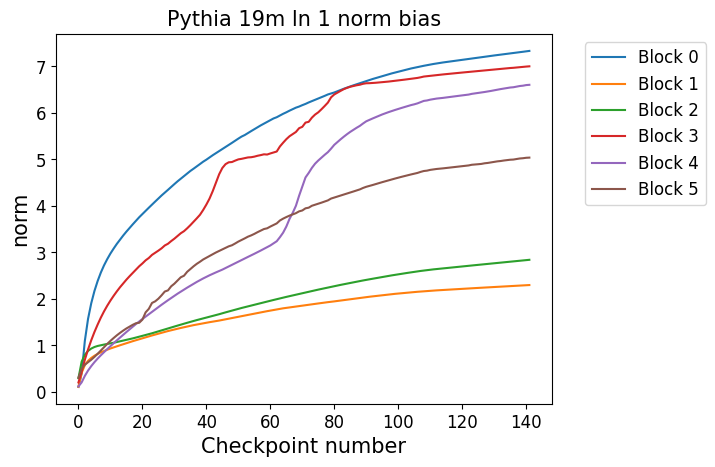 Pythia 19m ln 1 norm bias
norm
7
6
5
4
3
2
1
0
0 20 40 60 80 100 120 140
Checkpoint number
Block 0
Block 1
Block 2
Block 3
Block 4
Block 5